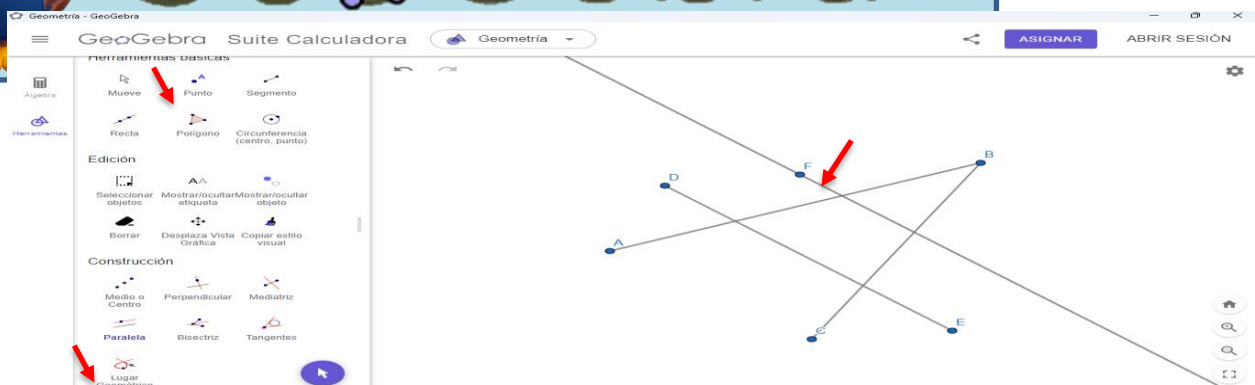 Geometría - GeoGebra
GeoGebra Suite Calculadora
Geometría
ASIGNAR
ABRIR SESIÓN
Álgebra
Herramientas
Herramientas básicas
Mueve
Punto
Segmento
Recta
Polígono
Circunferencia
(centro, punto)
Edición
Seleccionar
objetos
Mostrar/ocultar
etiqueta
Mostrar/ocultar
objeto
Borrar
Desplaza Vista
Gráfica
Copiar estilo
visual
Construcción
Medio o
Centro
Perpendicular
Mediatriz
Paralela
Bisectriz
Tangentes
Lugar
Geométrico
B
F
D
A
E
C